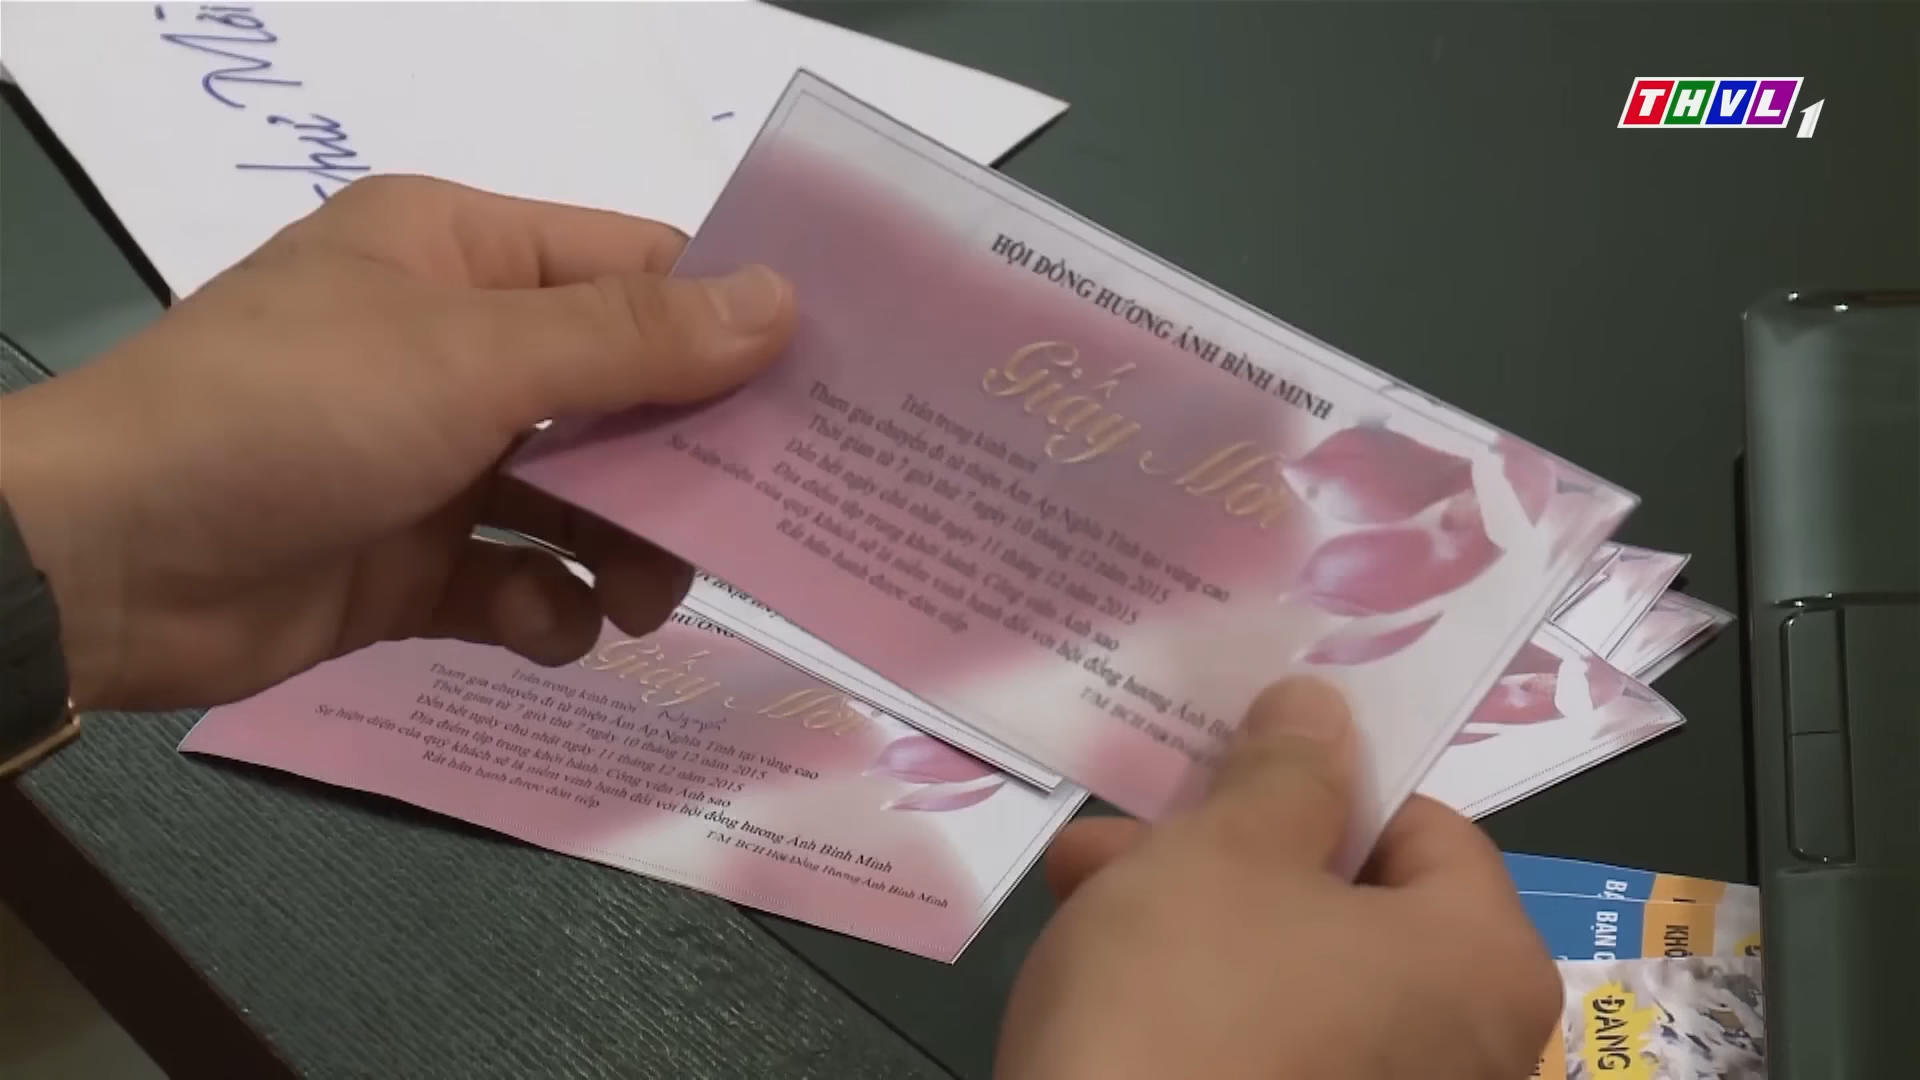 THVL1
HỘI ĐỒNG HƯƠNG ÁNH BÌNH MINH
Giấy Mời
Trân trọng kính mời
Tham gia chuyến đi từ thiện Ấm Áp Nghĩa Tình tại vùng cao
Thời gian từ 7 giờ thứ 7 ngày 10 tháng 12 năm 2015
Đến hết ngày chủ nhật ngày 11 tháng 12 năm 2015
Địa điểm tập trung khởi hành: Công viên Ánh sao
Sự hiện diện của quý khách sẽ là niềm vinh hạnh đối với hội đồng hương Ánh
Rất hân hạnh được đón tiếp
T/M BCH Hội Đồng
HƯƠNG
Giấy Mời
Trân trọng kính mời
Tham gia chuyến đi từ thiện Ấm Áp Nghĩa Tình tại vùng cao
Thời gian từ 7 giờ thứ 7 ngày 10 tháng 12 năm 2015
Đến hết ngày chủ nhật ngày 11 tháng 12 năm 2015
Địa điểm tập trung khởi hành: Công viên Ánh sao
Sự hiện diện của quý khách sẽ là niềm vinh hạnh đối với hội đồng hương Ánh Bình Minh
Rất hân hạnh được đón tiếp
T/M BCH Hội Đồng Hương Ánh Bình Minh
BẠN
ĐANG